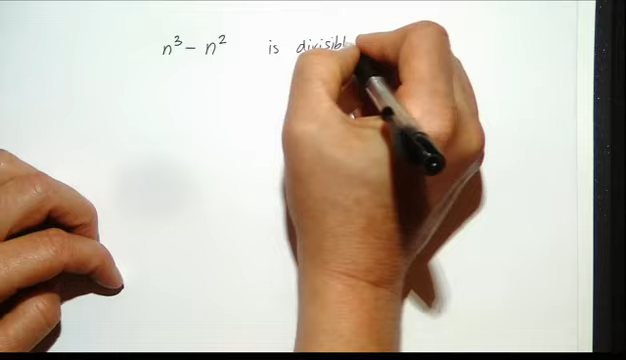 n³ - n² is divisibl